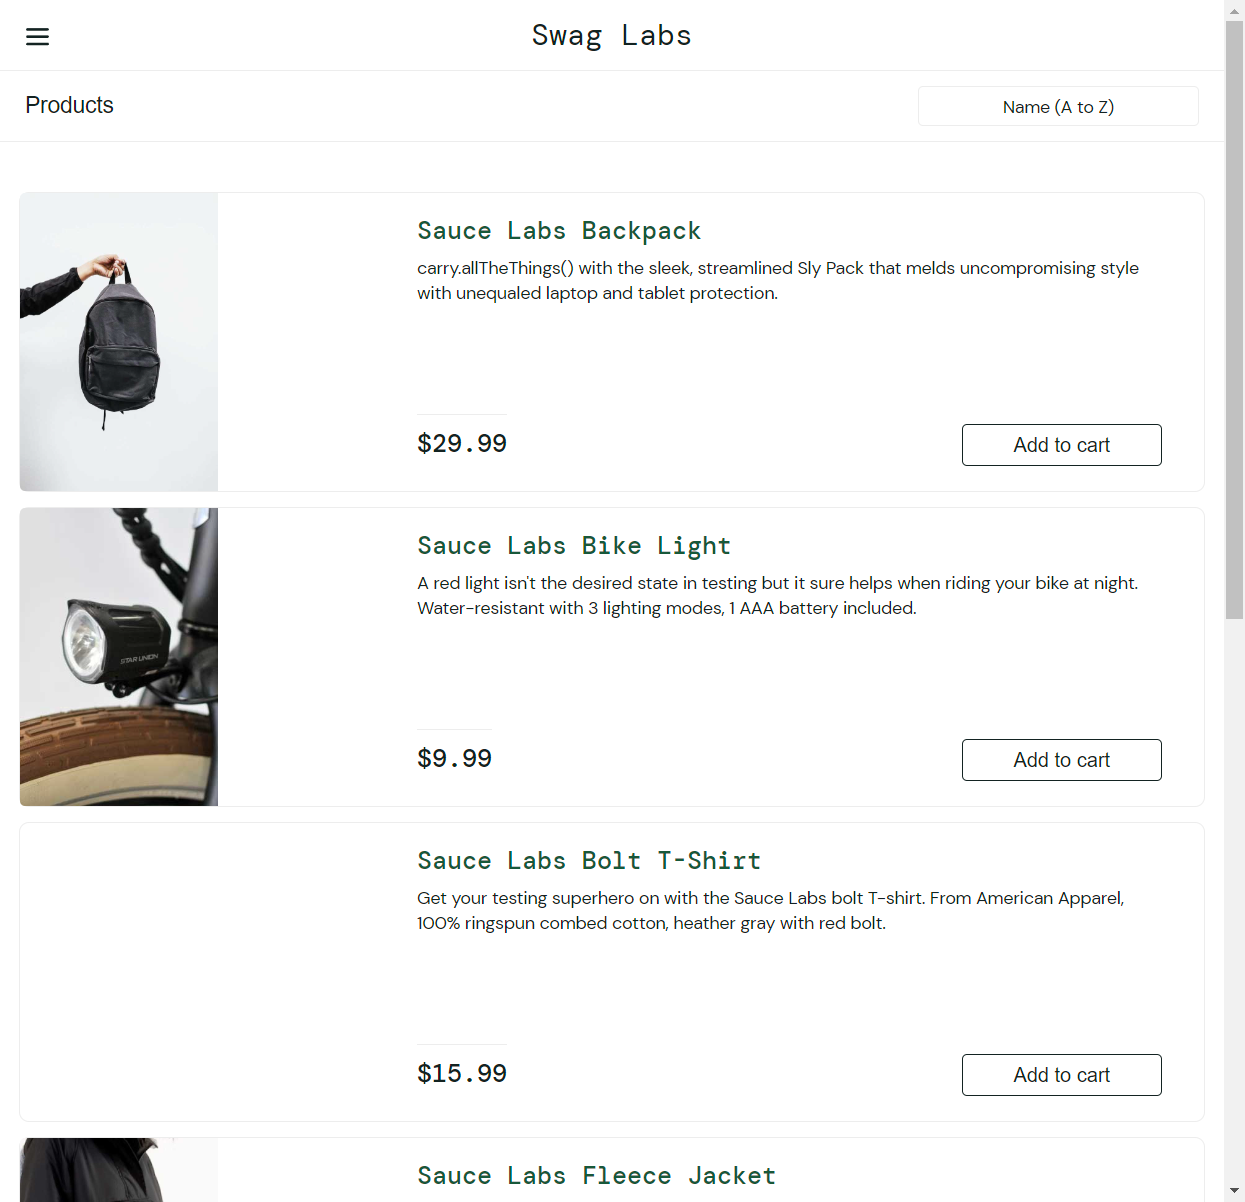 Swag Labs
Products
Name (A to Z)
Sauce Labs Backpack
carry.allTheThings() with the sleek, streamlined Sly Pack that melds uncompromising style
with unequaled laptop and tablet protection.
$29.99
Add to cart
Sauce Labs Bike Light
A red light isn't the desired state in testing but it sure helps when riding your bike at night.
Water-resistant with 3 lighting modes, 1 AAA battery included.
STAR UNION
$9.99
Add to cart
Sauce Labs Bolt T-Shirt
Get your testing superhero on with the Sauce Labs bolt T-shirt. From American Apparel,
100% ringspun combed cotton, heather gray with red bolt.
$15.99
Add to cart
Sauce Labs Fleece Jacket